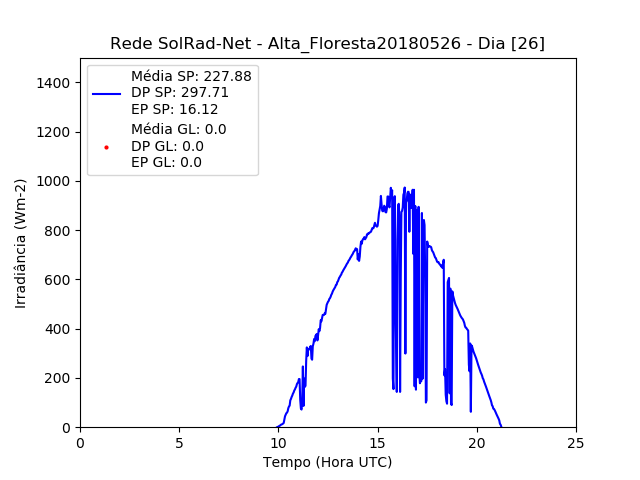 Rede SolRad-Net - Alta_Floresta20180526 - Dia [26]
Média SP: 227.88
DP SP: 297.71
EP SP: 16.12
Média GL: 0.0
DP GL: 0.0
EP GL: 0.0
Irradiância (Wm-2)
1400
1200
1000
800
600
400
200
0
0 5 10 15 20 25
Tempo (Hora UTC)